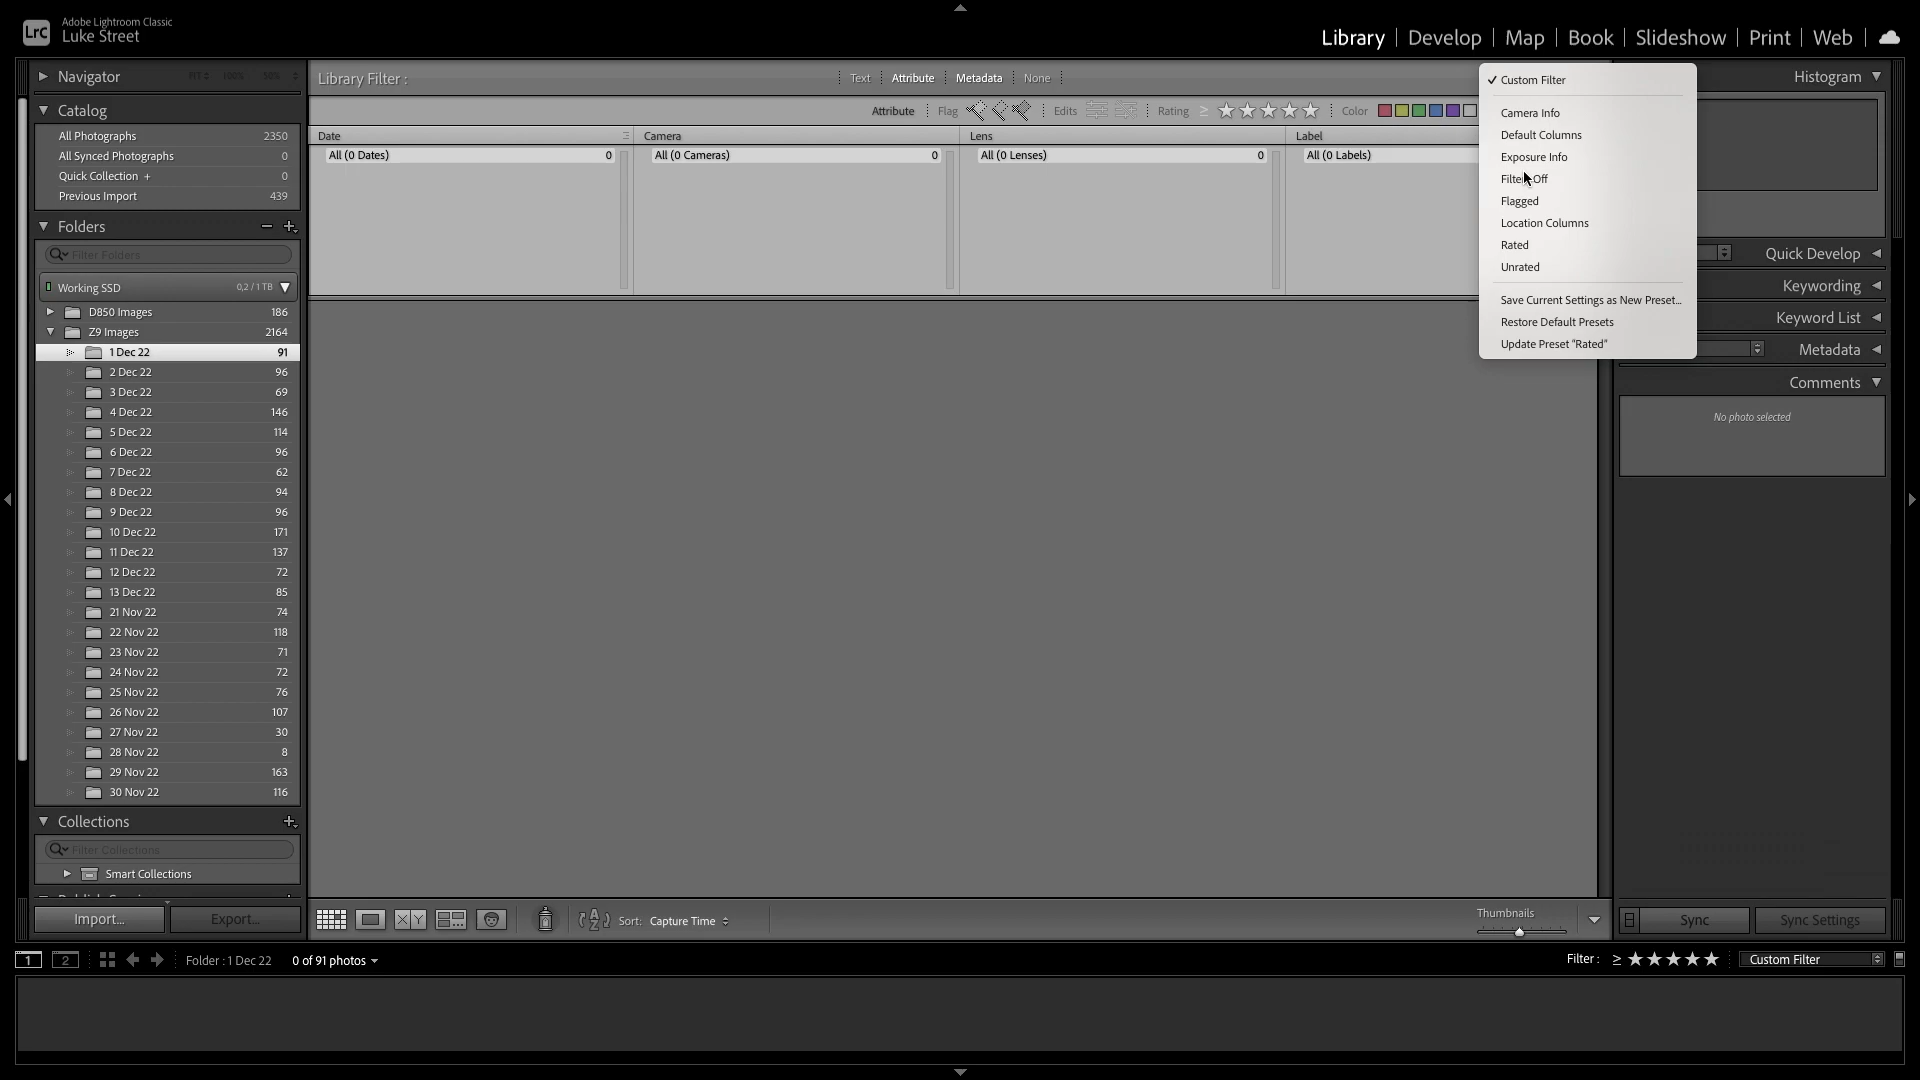 LrC
Adobe Lightroom Classic
Luke Street
Library | Develop | Map | Book | Slideshow | Print | Web
Navigator FIT 100% 50%
Catalog
All Photographs 2350
All Synced Photographs 0
Quick Collection + 0
Previous Import 439
Folders
Filter Folders
Working SSD 0,2 / 1 TB
D850 Images 186
Z9 Images 2164
1 Dec 22 91
2 Dec 22 96
3 Dec 22 69
4 Dec 22 146
5 Dec 22 114
6 Dec 22 96
7 Dec 22 62
8 Dec 22 94
9 Dec 22 96
10 Dec 22 171
11 Dec 22 137
12 Dec 22 72
13 Dec 22 85
21 Nov 22 74
22 Nov 22 118
23 Nov 22 71
24 Nov 22 72
25 Nov 22 76
26 Nov 22 107
27 Nov 22 30
28 Nov 22 8
29 Nov 22 163
30 Nov 22 116
Collections
Filter Collections
Smart Collections
Import...
Export...
Library Filter :
Text | Attribute | Metadata | None
Attribute Flag Edits Rating ≥ ★★★★★ Color
Date Camera Lens Label
All (0 Dates) 0 All (0 Cameras) 0 All (0 Lenses) 0 All (0 Labels)
✓ Custom Filter
Camera Info
Default Columns
Exposure Info
Filters Off
Flagged
Location Columns
Rated
Unrated
Save Current Settings as New Preset...
Restore Default Presets
Update Preset “Rated”
Histogram
Quick Develop
Keywording
Keyword List
Metadata
Comments
No photo selected
X Y
Sort: Capture Time
Thumbnails
Sync
Sync Settings
1 2
Folder : 1 Dec 22 0 of 91 photos
Filter : ≥ ★★★★★ Custom Filter